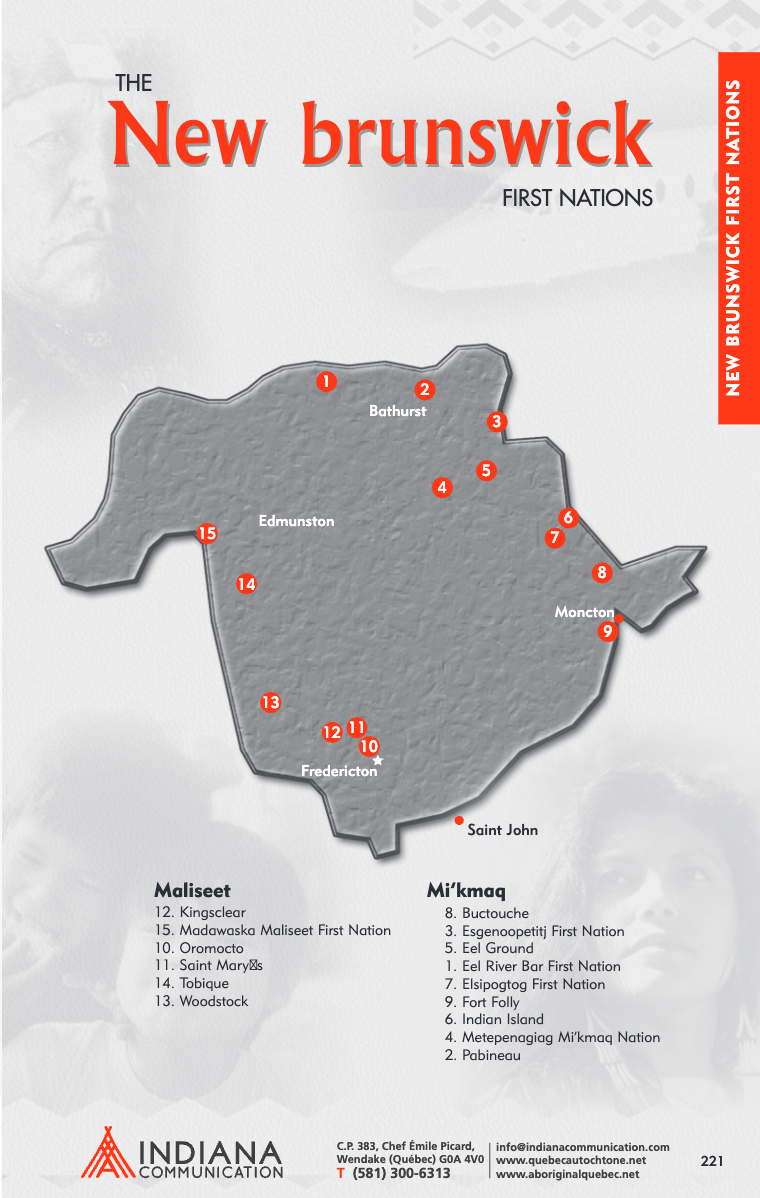 THE
New brunswick
FIRST NATIONS
NEW BRUNSWICK FIRST NATIONS
1
2
Bathurst
3
5
4
6
Edmunston
15
7
8
14
Moncton
9
13
11
12
10
Fredericton
Saint John
Maliseet
12. Kingsclear
15. Madawaska Maliseet First Nation
10. Oromocto
11. Saint Mary□s
14. Tobique
13. Woodstock
Mi’kmaq
8. Buctouche
3. Esgenoopetitj First Nation
5. Eel Ground
1. Eel River Bar First Nation
7. Elsipogtog First Nation
9. Fort Folly
6. Indian Island
4. Metepenagiag Mi’kmaq Nation
2. Pabineau
INDIANA
COMMUNICATION
C.P. 383, Chef Émile Picard,
Wendake (Québec) G0A 4V0
T (581) 300-6313
info@indianacommunication.com
www.quebecautochtone.net
www.aboriginalquebec.net
221